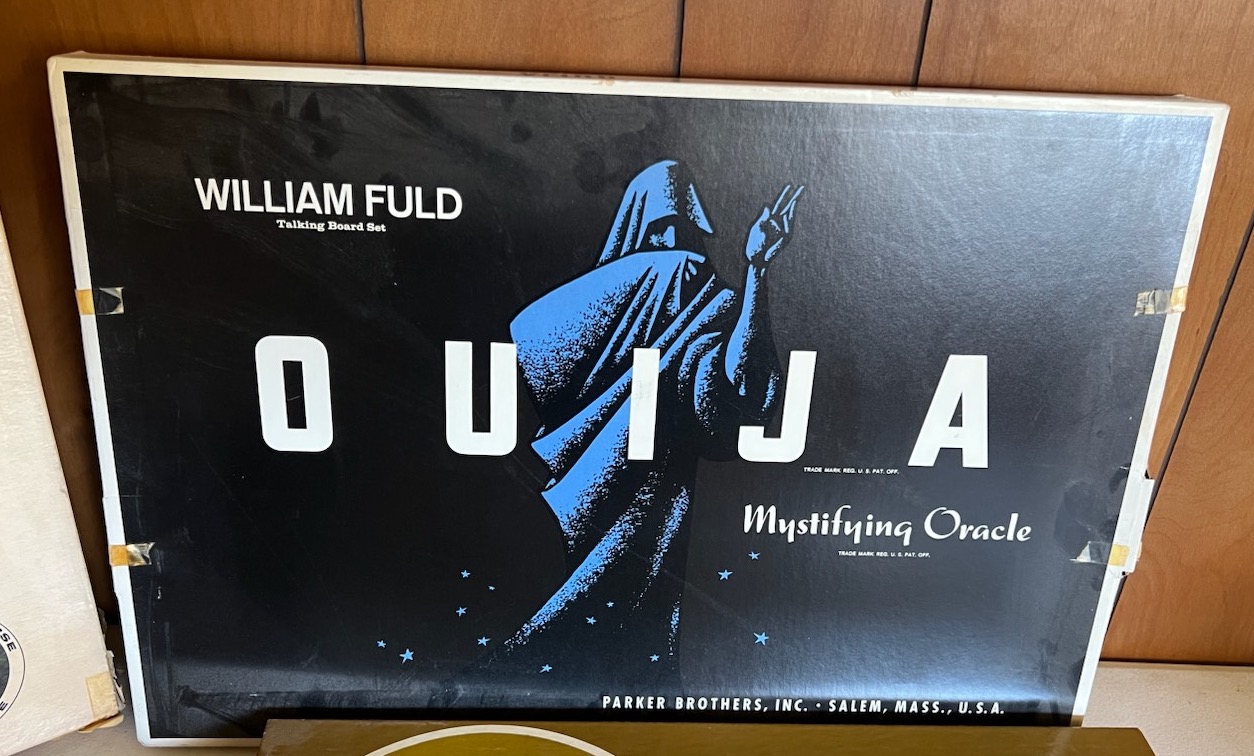 WILLIAM FULD
Talking Board Set
OUIJA
TRADE MARK REG. U. S. PAT. OFF.
Mystifying Oracle
TRADE MARK REG. U. S. PAT. OFF.
PARKER BROTHERS, INC. • SALEM, MASS., U.S.A.